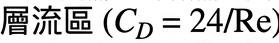 層流區 (C_D = 24/Re)